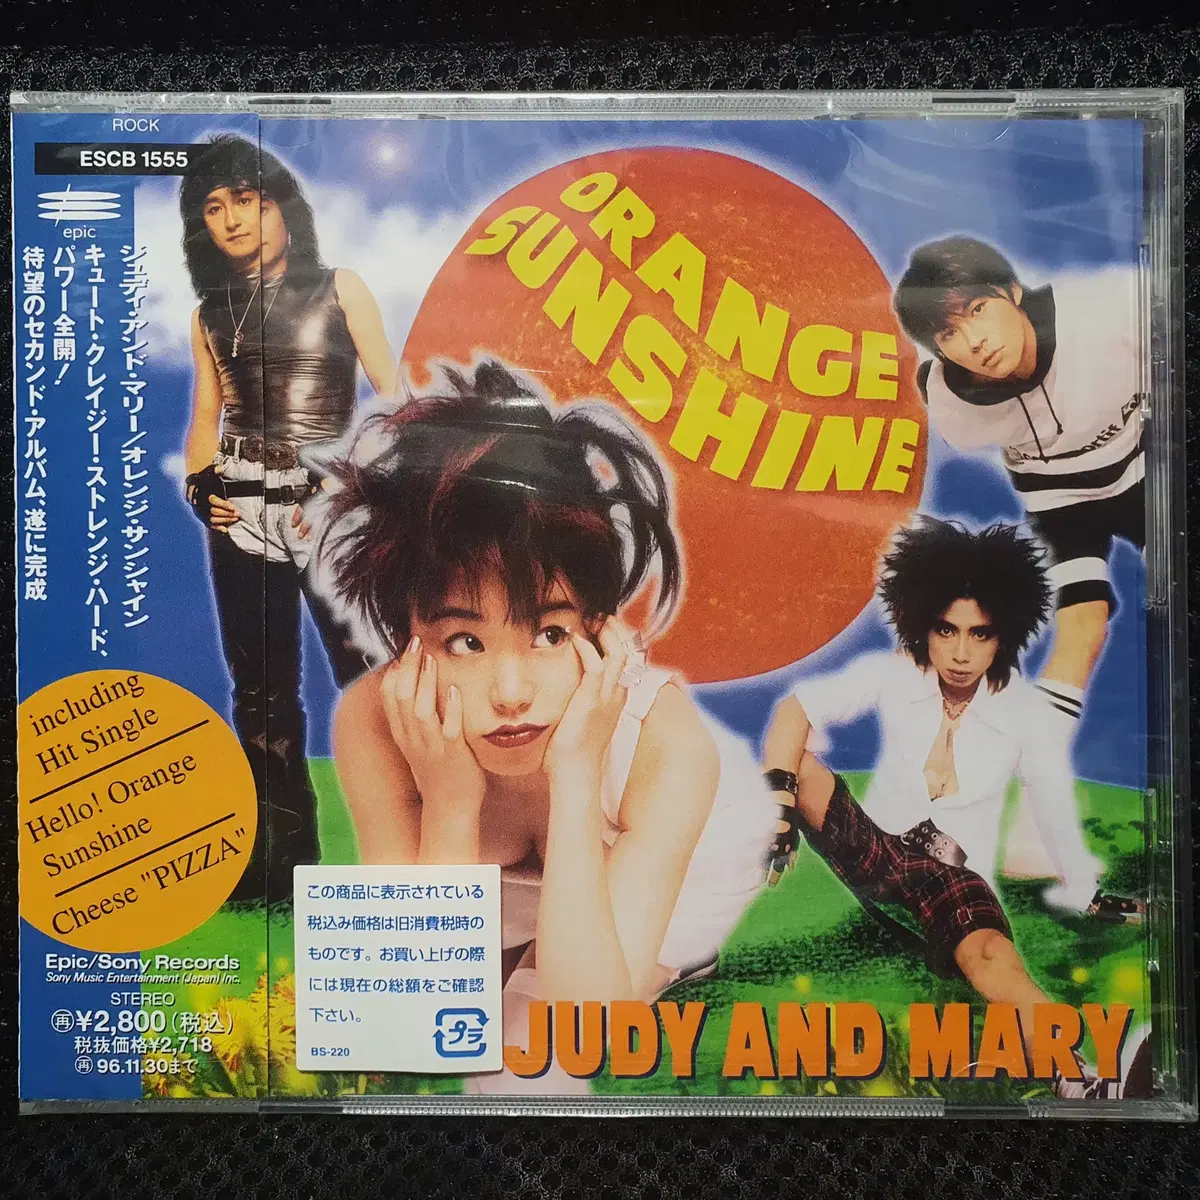 ROCK
ESCB 1555
epic
ジュディ・アンド・マリー/オレンジ・サンシャイン
キュート・クレイジー・ストレンジ・ハード、
パワー全開!
待望のセカンド・アルバム、遂に完成
including
Hit Single
Hello! Orange
Sunshine
Cheese "PIZZA"
Epic/Sony Records
Sony Music Entertainment (Japan) Inc.
STEREO
再¥2,800(税込)
税抜価格¥2,718
再96.11.30まで
ORANGE
SUNSHINE
この商品に表示されている
税込み価格は旧消費税時の
ものです。お買い上げの際
には現在の総額をご確認
下さい。
BS-220
プラ
JUDY AND MARY